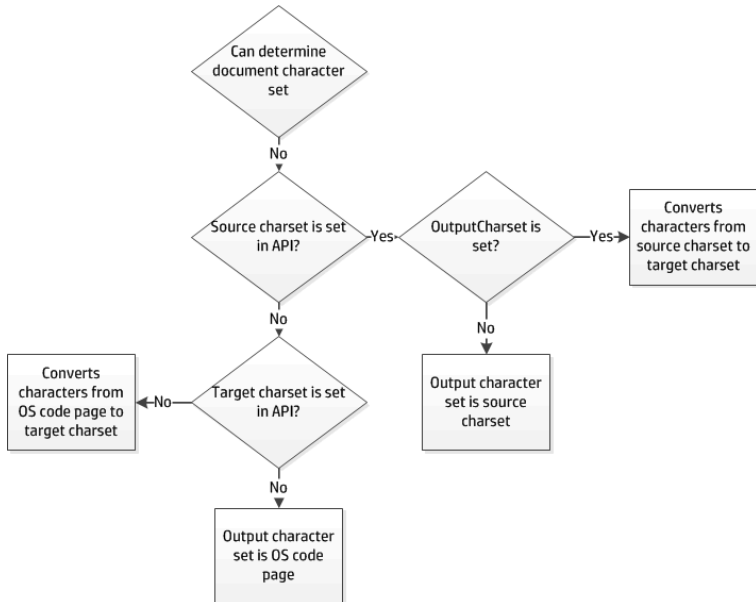 Can determine
document character
set
No
Source charset is set
in API?
Yes
OutputCharset is
set?
Yes
Converts
characters from
source charset to
target charset
No
No
Converts
characters from
OS code page to
target charset
No
Target charset is set
in API?
Output character
set is source
charset
No
Output character
set is OS code
page